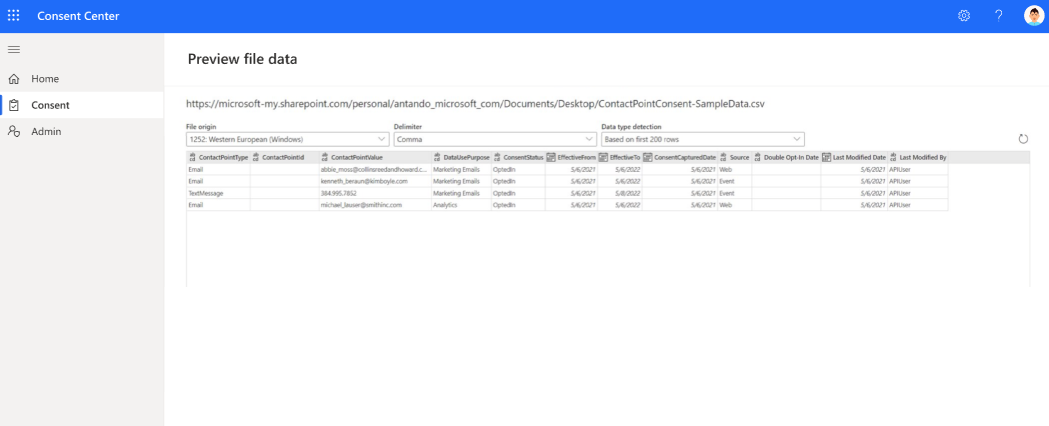 Consent Center
?
Home
Consent
Admin
Preview file data
https://microsoft-my.sharepoint.com/personal/antando_microsoft_com/Documents/Desktop/ContactPointConsent-SampleData.csv
File origin Delimiter Data type detection
1252: Western European (Windows) Comma Based on first 200 rows
ContactPointType ContactPointId ContactPointValue DataUsePurpose ConsentStatus EffectiveFrom EffectiveTo ConsentCapturedDate Source Double Opt-In Date Last Modified Date Last Modified By
Email abbie_moss@collinsreedandhoward.c... Marketing Emails OptedIn 5/6/2021 5/6/2022 5/6/2021 Web 5/6/2021 APIUser
Email kenneth_beraun@kimboyle.com Marketing Emails OptedIn 5/6/2021 5/6/2022 5/6/2021 Event 5/6/2021 APIUser
TextMessage 384.995.7852 Marketing Emails OptedIn 5/6/2021 5/8/2022 5/6/2021 Event 5/6/2021 APIUser
Email michael_lauser@smithinc.com Analytics OptedIn 5/6/2021 5/6/2022 5/6/2021 Web 5/6/2021 APIUser